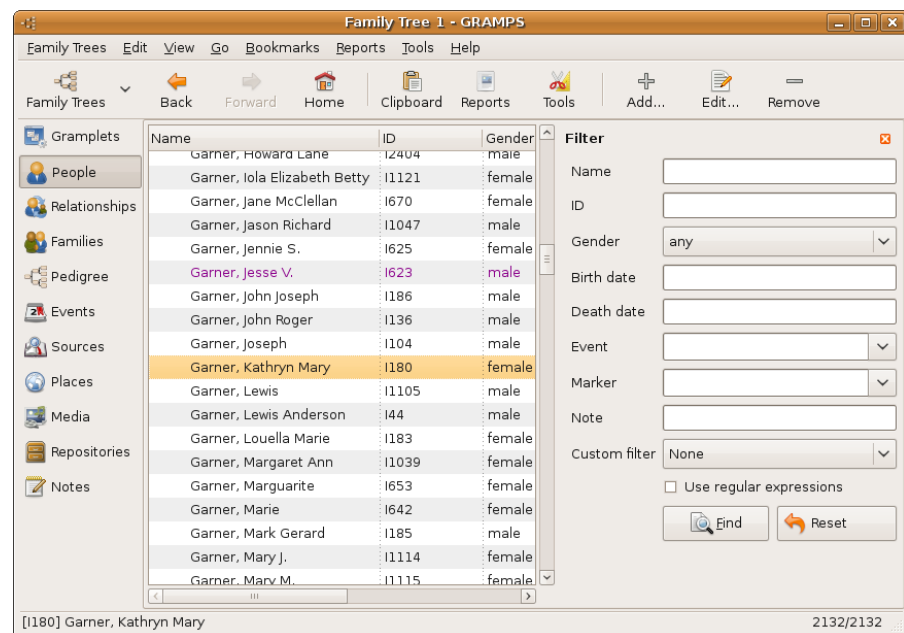 Family Tree 1 - GRAMPS
Family Trees Edit View Go Bookmarks Reports Tools Help
Family Trees Back Forward Home Clipboard Reports Tools Add... Edit... Remove
Gramplets
People
Relationships
Families
Pedigree
Events
Sources
Places
Media
Repositories
Notes
Name ID Gender
Garner, Howard Lane I2404 male
Garner, Iola Elizabeth Betty I1121 female
Garner, Jane McClellan I670 female
Garner, Jason Richard I1047 male
Garner, Jennie S. I625 female
Garner, Jesse V. I623 male
Garner, John Joseph I186 male
Garner, John Roger I136 male
Garner, Joseph I104 male
Garner, Kathryn Mary I180 female
Garner, Lewis I1105 male
Garner, Lewis Anderson I44 male
Garner, Louella Marie I183 female
Garner, Margaret Ann I1039 female
Garner, Marguarite I653 female
Garner, Marie I642 female
Garner, Mark Gerard I185 male
Garner, Mary J. I1114 female
Garner, Mary M. I1115 female
Filter
Name
ID
Gender any
Birth date
Death date
Event
Marker
Note
Custom filter None
Use regular expressions
Find Reset
[I180] Garner, Kathryn Mary 2132/2132